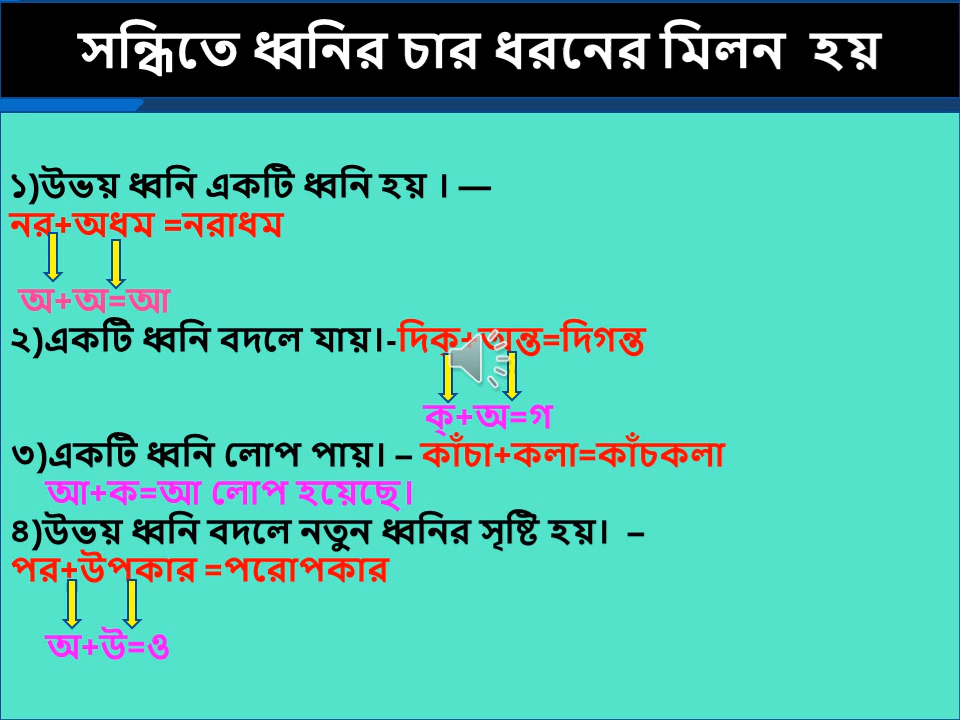 সন্ধিতে ধ্বনির চার ধরনের মিলন হয়
১)উভয় ধ্বনি একটি ধ্বনি হয় । —
নর+অধম =নরাধম
অ+অ=আ
২)একটি ধ্বনি বদলে যায়।-দিক্+অন্ত=দিগন্ত
ক্+অ=গ
৩)একটি ধ্বনি লোপ পায়। – কাঁচা+কলা=কাঁচকলা
আ+ক=আ লোপ হয়েছে।
৪)উভয় ধ্বনি বদলে নতুন ধ্বনির সৃষ্টি হয়। –
পর+উপকার =পরোপকার
অ+উ=ও